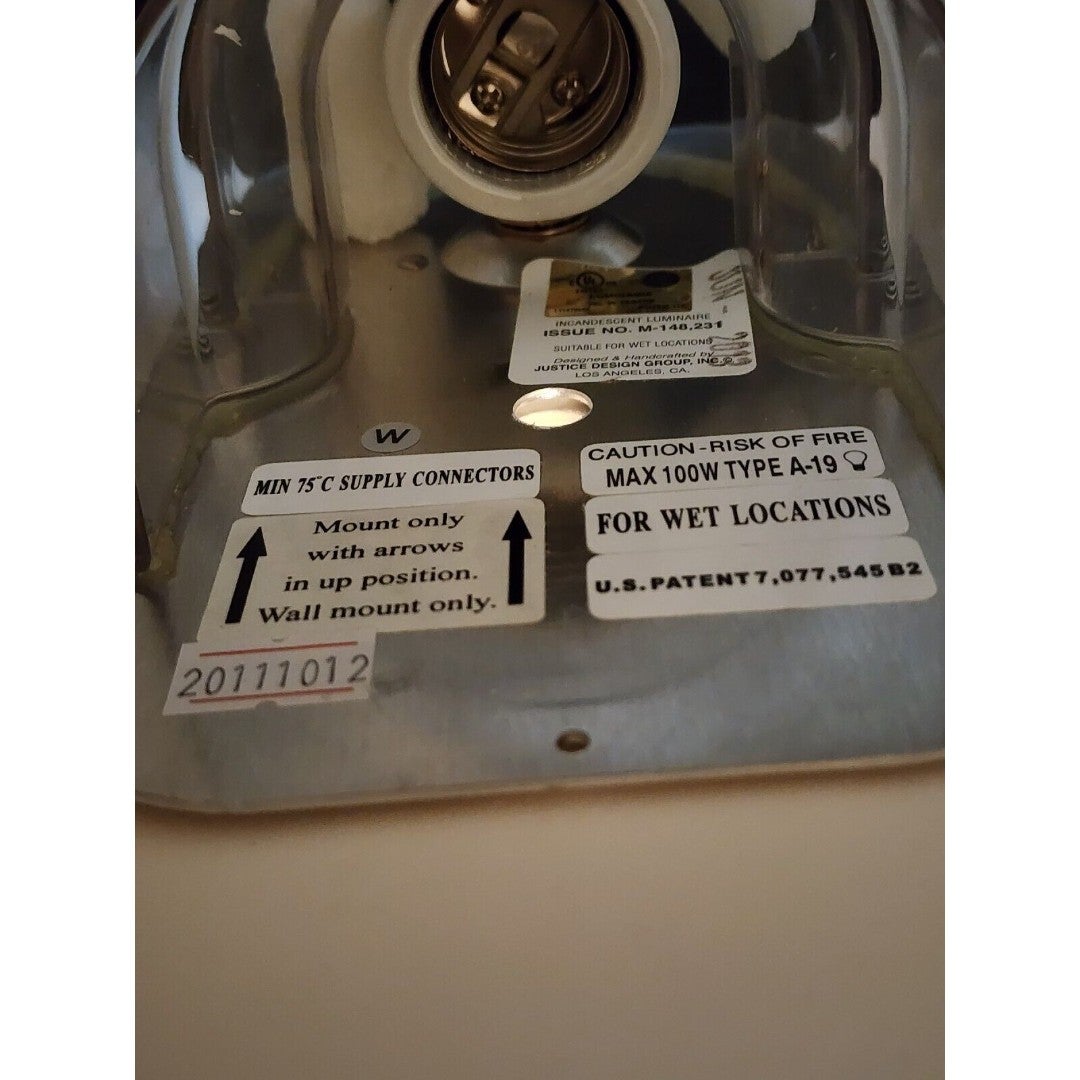 UL
INCANDESCENT LUMINAIRE
ISSUE NO. M-148,231
SUITABLE FOR WET LOCATIONS
Designed & Handcrafted by
JUSTICE DESIGN GROUP, INC.
LOS ANGELES, CA.
W
MIN 75°C SUPPLY CONNECTORS
Mount only
with arrows
in up position.
Wall mount only.
20111012
CAUTION-RISK OF FIRE
MAX 100W TYPE A-19
FOR WET LOCATIONS
U.S. PATENT 7,077,545 B2